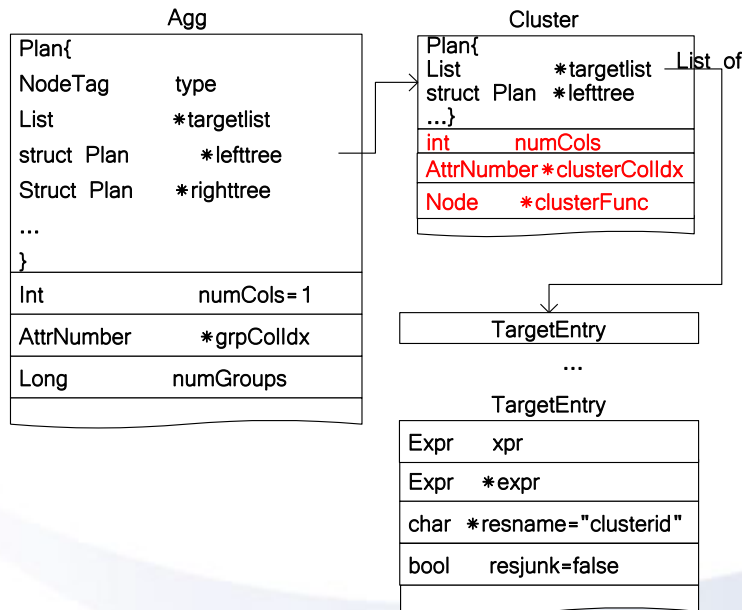 Agg
Plan{
NodeTag type
List *targetlist
struct Plan *lefttree
Struct Plan *righttree
...
}
Int numCols=1
AttrNumber *grpColIdx
Long numGroups
Cluster
Plan{
List *targetlist
struct Plan *lefttree
...}
int numCols
AttrNumber *clusterColIdx
Node *clusterFunc
List of
TargetEntry
...
TargetEntry
Expr xpr
Expr *expr
char *resname="clusterid"
bool resjunk=false